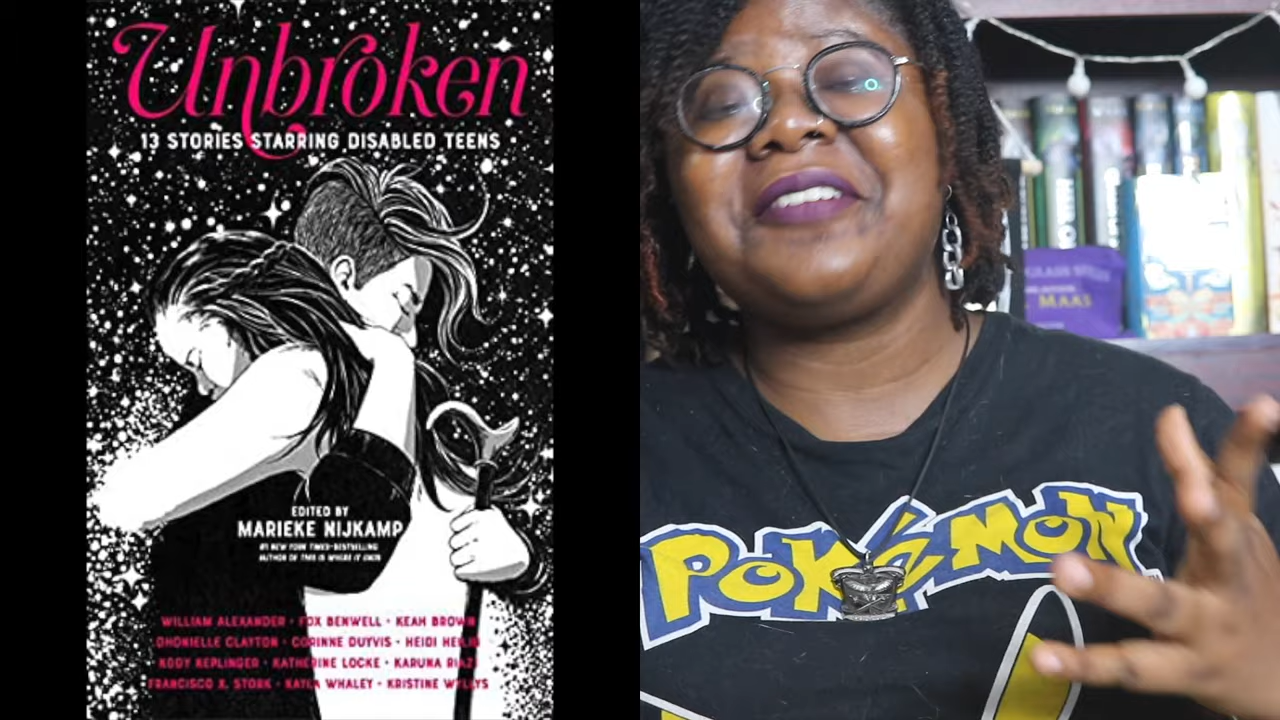 Unbroken
13 STORIES STARRING DISABLED TEENS
EDITED BY
MARIEKE NIJKAMP
#1 NEW YORK TIMES-BESTSELLING
AUTHOR OF THIS IS WHERE IT ENDS
WILLIAM ALEXANDER • FOX BENWELL • KEAH BROWN
DHONIELLE CLAYTON • CORINNE DUYVIS • HEIDI HEILIG
KODY KEPLINGER • KATHERINE LOCKE • KARUNA RIAZI
FRANCISCO X. STORK • KAYLA WHALEY • KRISTINE WYLLYS
MAAS
POKéMON